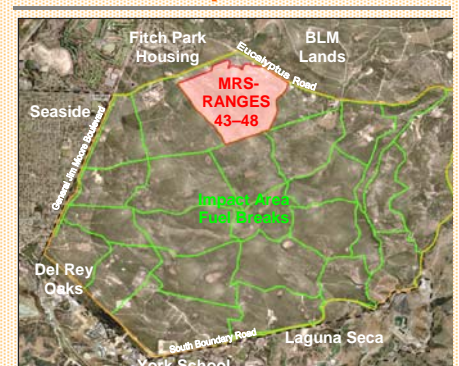 Fitch Park
Housing
BLM
Lands
Eucalyptus Road
MRS-
RANGES
43–48
Seaside
General Jim Moore Boulevard
Impact Area
Fuel Breaks
Del Rey
Oaks
South Boundary Road
Laguna Seca
York School